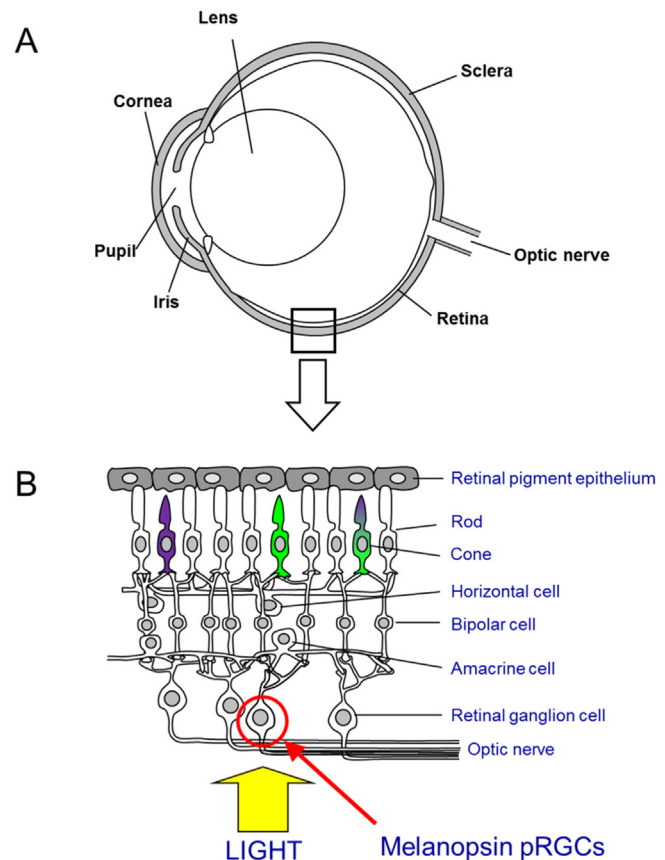 A
Lens
Sclera
Cornea
Pupil
Optic nerve
Iris
Retina
B
Retinal pigment epithelium
Rod
Cone
Horizontal cell
Bipolar cell
Amacrine cell
Retinal ganglion cell
Optic nerve
LIGHT
Melanopsin pRGCs